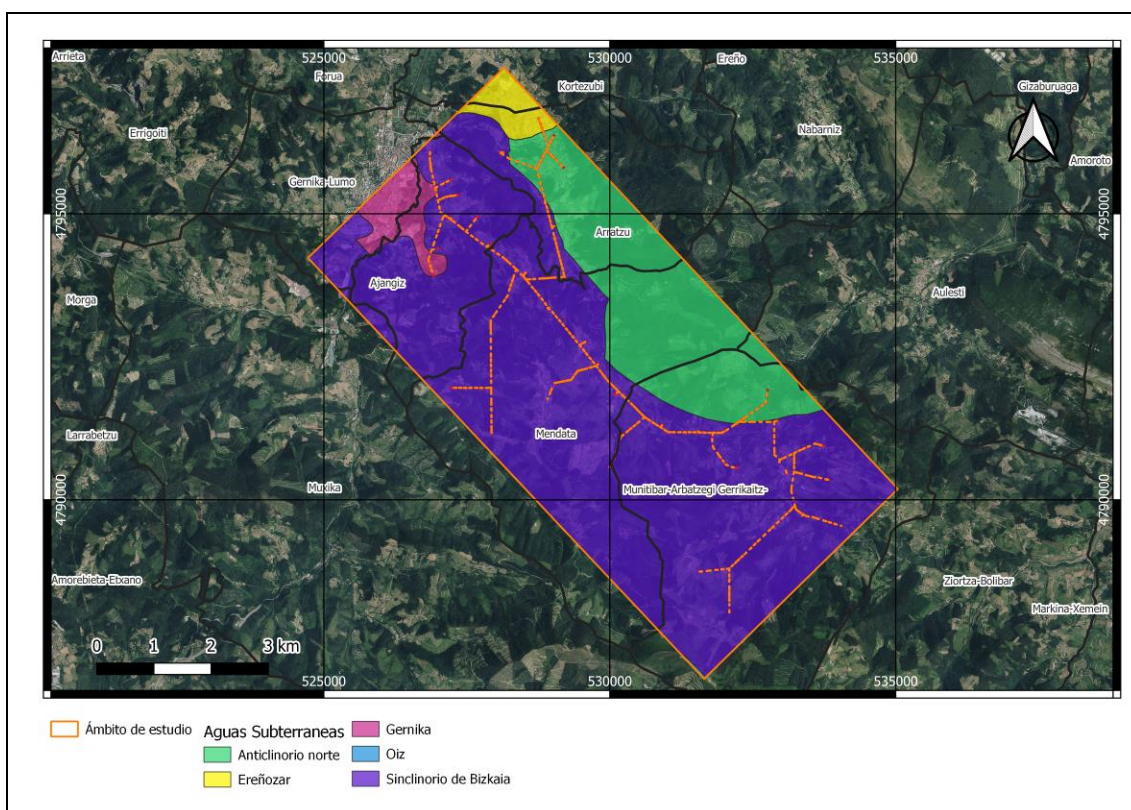 525000
530000
535000
Arrieta
Forua
Kortezubi
Ereño
Gizaburuaga
Errigoiti
Nabarniz
Amoroto
Gernika-Lumo
4795000
4795000
Arratzu
Ajangiz
Aulesti
Morga
Larrabetzu
Mendata
Muxika
Munitibar-Arbatzegi Gerrikaitz-
4790000
4790000
Amorebieta-Etxano
Ziortza-Bolibar
Markina-Xemein
0 1 2 3 km
525000
530000
535000
Ámbito de estudio
Aguas Subterraneas
Anticlinorio norte
Ereñozar
Gernika
Oiz
Sinclinorio de Bizkaia